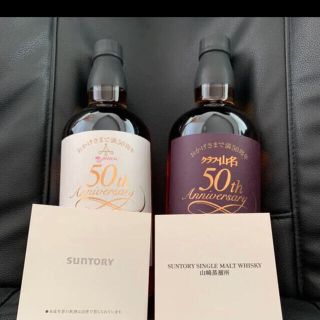 おかげさまで満50周年
50th
Anniversary
おかげさまで満50周年
クラブ山名
50th
Anniversary
SUNTORY
SUNTORY SINGLE MALT WHISKY
山崎蒸溜所